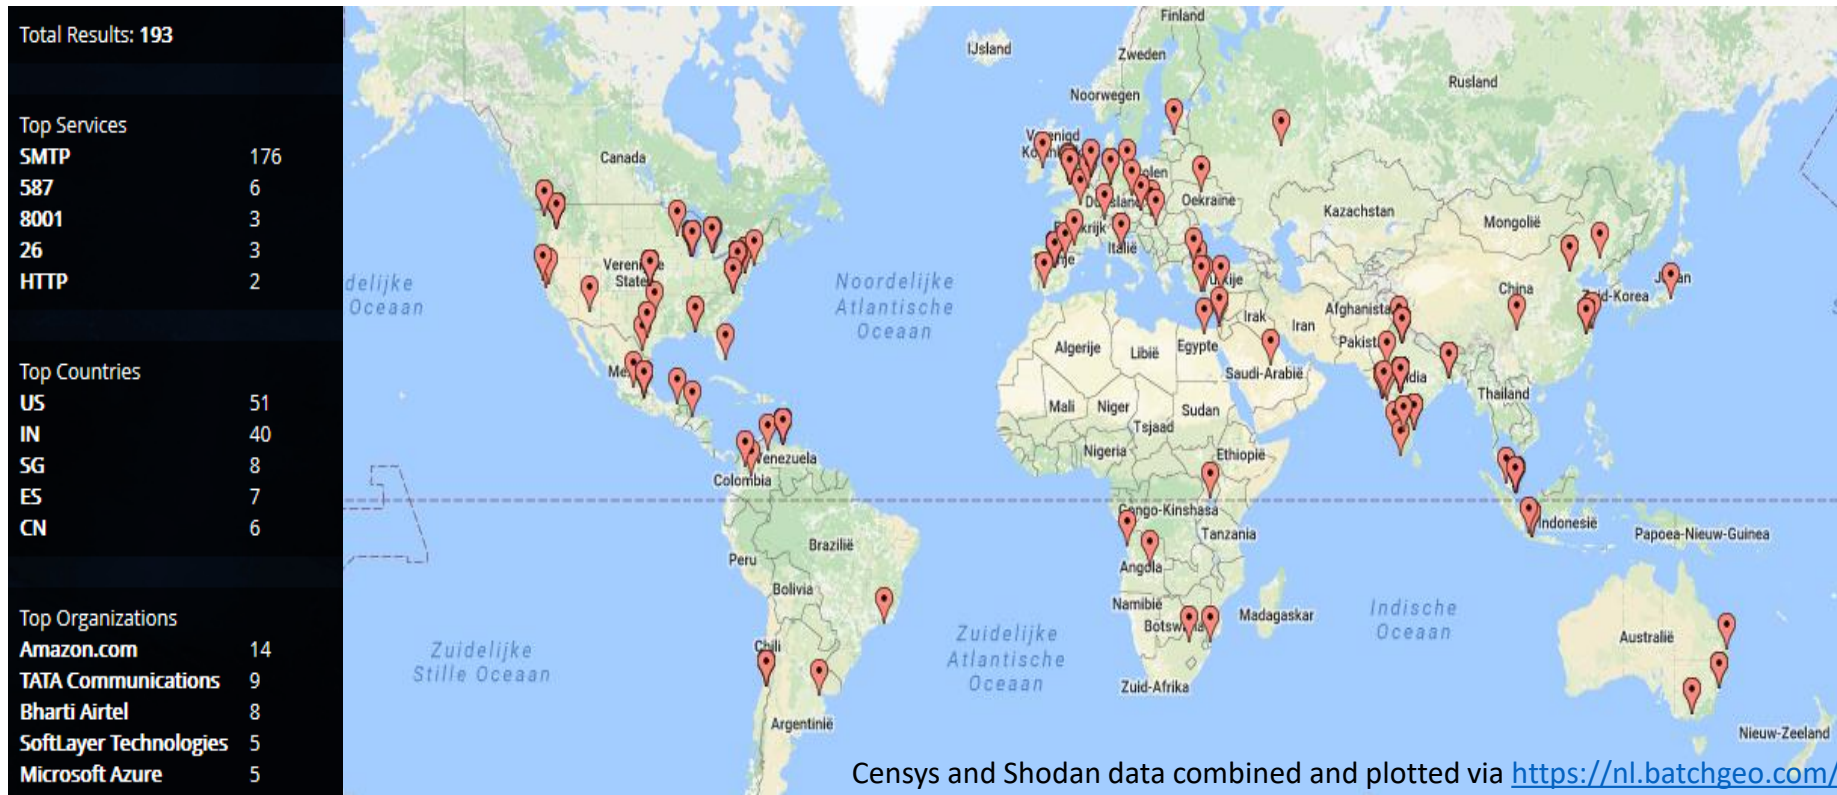 Total Results: 193
Top Services
SMTP 176
587 6
8001 3
26 3
HTTP 2
Top Countries
US 51
IN 40
SG 8
ES 7
CN 6
Top Organizations
Amazon.com 14
TATA Communications 9
Bharti Airtel 8
SoftLayer Technologies 5
Microsoft Azure 5
Finland
IJsland
Zweden
Rusland
Noorwegen
Canada
Oekraine
Kazachstan
Mongolië
Italië
Noordelijke
Atlantische
Oceaan
Oceaan
China
Irak
Iran
Algerije
Libië
Egypte
Saudi-Arabië
Mali
Niger
Sudan
Tsjaad
Thailand
Nigeria
Ethiopië
Colombia
Congo-Kinshasa
Indonesië
Tanzania
Papoea-Nieuw-Guinea
Brazilië
Peru
Angola
Bolivia
Namibië
Madagaskar
Indische
Oceaan
Australië
Chili
Zuidelijke
Stille Oceaan
Zuidelijke
Atlantische
Oceaan
Zuid-Afrika
Argentinië
Nieuw-Zeeland
Censys and Shodan data combined and plotted via https://nl.batchgeo.com/